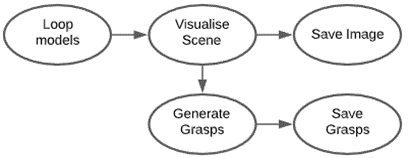 Loop
models
Visualise
Scene
Save Image
Generate
Grasps
Save
Grasps